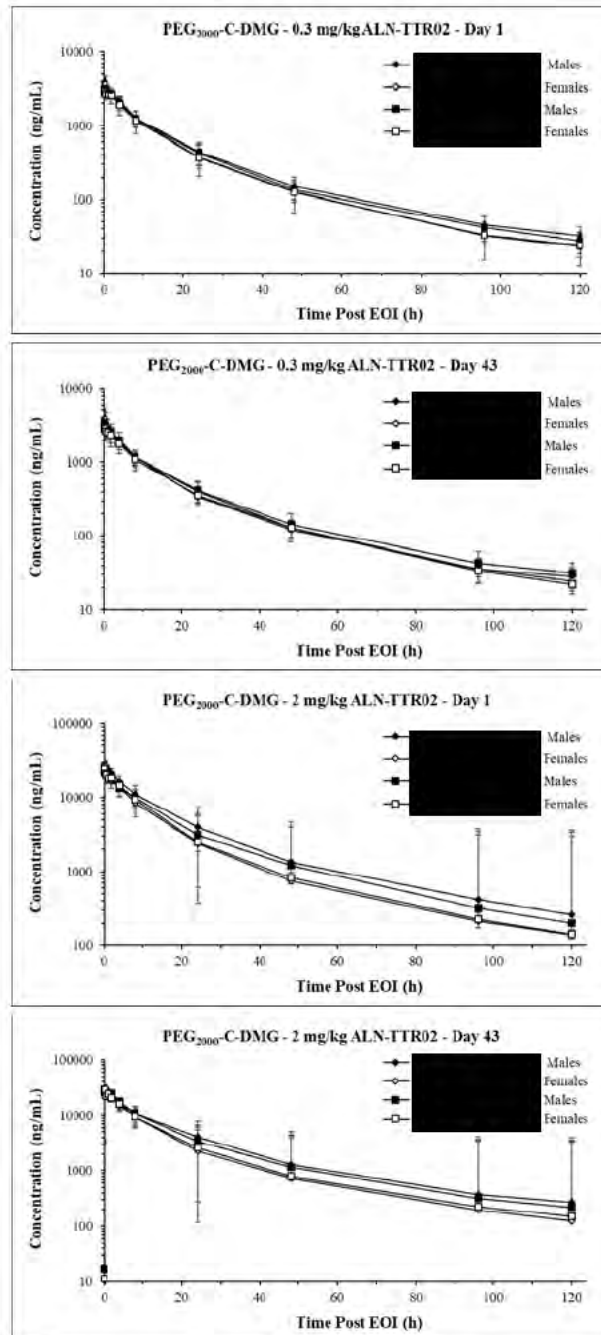 PEG2000-C-DMG - 0.3 mg/kg ALN-TTR02 - Day 1
Concentration (ng/mL)
10000
1000
100
10
Males
Females
Males
Females
0 20 40 60 80 100 120
Time Post EOI (h)
PEG2000-C-DMG - 0.3 mg/kg ALN-TTR02 - Day 43
Concentration (ng/mL)
10000
1000
100
10
Males
Females
Males
Females
0 20 40 60 80 100 120
Time Post EOI (h)
PEG2000-C-DMG - 2 mg/kg ALN-TTR02 - Day 1
Concentration (ng/mL)
100000
10000
1000
100
Males
Females
Males
Females
0 20 40 60 80 100 120
Time Post EOI (h)
PEG2000-C-DMG - 2 mg/kg ALN-TTR02 - Day 43
Concentration (ng/mL)
100000
10000
1000
100
10
Males
Females
Males
Females
0 20 40 60 80 100 120
Time Post EOI (h)